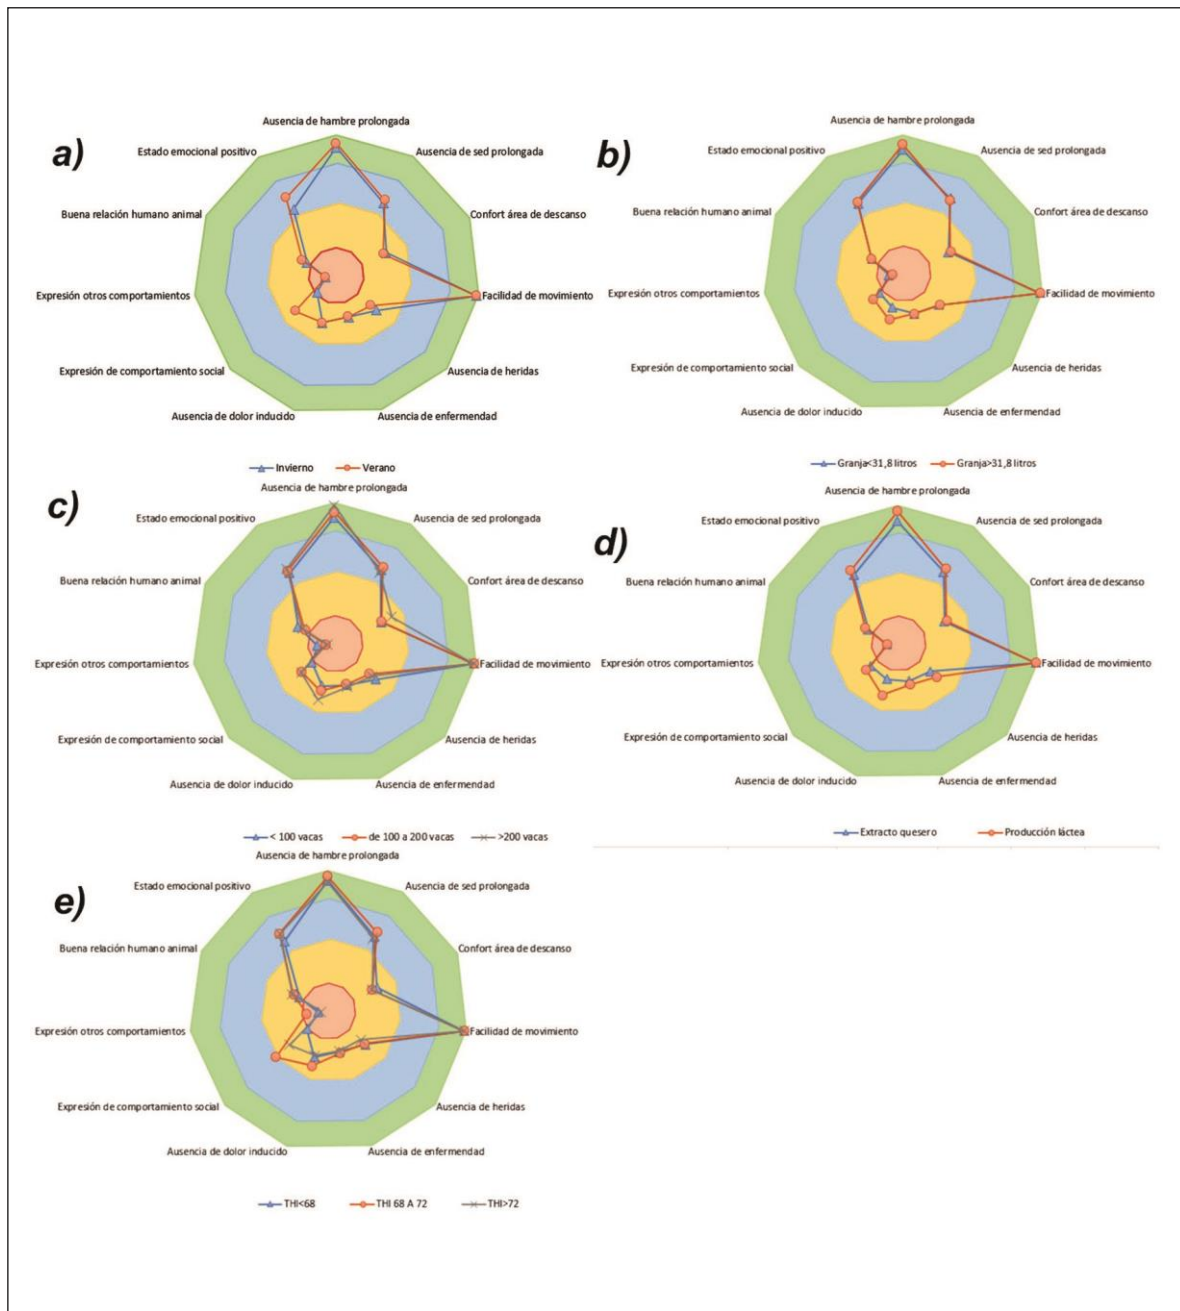 a)
Ausencia de hambre prolongada
Estado emocional positivo
Ausencia de sed prolongada
Buena relación humano animal
Confort área de descanso
Expresión otros comportamientos
Facilidad de movimiento
Expresión de comportamiento social
Ausencia de heridas
Ausencia de dolor inducido
Ausencia de enfermedad
Invierno
Verano
b)
Ausencia de hambre prolongada
Estado emocional positivo
Ausencia de sed prolongada
Buena relación humano animal
Confort área de descanso
Expresión otros comportamientos
Facilidad de movimiento
Expresión de comportamiento social
Ausencia de heridas
Ausencia de dolor inducido
Ausencia de enfermedad
Granja<31,8 litros
Granja>31,8 litros
c)
Ausencia de hambre prolongada
Estado emocional positivo
Ausencia de sed prolongada
Buena relación humano animal
Confort área de descanso
Expresión otros comportamientos
Facilidad de movimiento
Expresión de comportamiento social
Ausencia de heridas
Ausencia de dolor inducido
Ausencia de enfermedad
< 100 vacas
de 100 a 200 vacas
>200 vacas
d)
Ausencia de hambre prolongada
Estado emocional positivo
Ausencia de sed prolongada
Buena relación humano animal
Confort área de descanso
Expresión otros comportamientos
Facilidad de movimiento
Expresión de comportamiento social
Ausencia de heridas
Ausencia de dolor inducido
Ausencia de enfermedad
Extracto quesero
Producción láctea
e)
Ausencia de hambre prolongada
Estado emocional positivo
Ausencia de sed prolongada
Buena relación humano animal
Confort área de descanso
Expresión otros comportamientos
Facilidad de movimiento
Expresión de comportamiento social
Ausencia de heridas
Ausencia de dolor inducido
Ausencia de enfermedad
THI<68
THI 68 A 72
THI>72